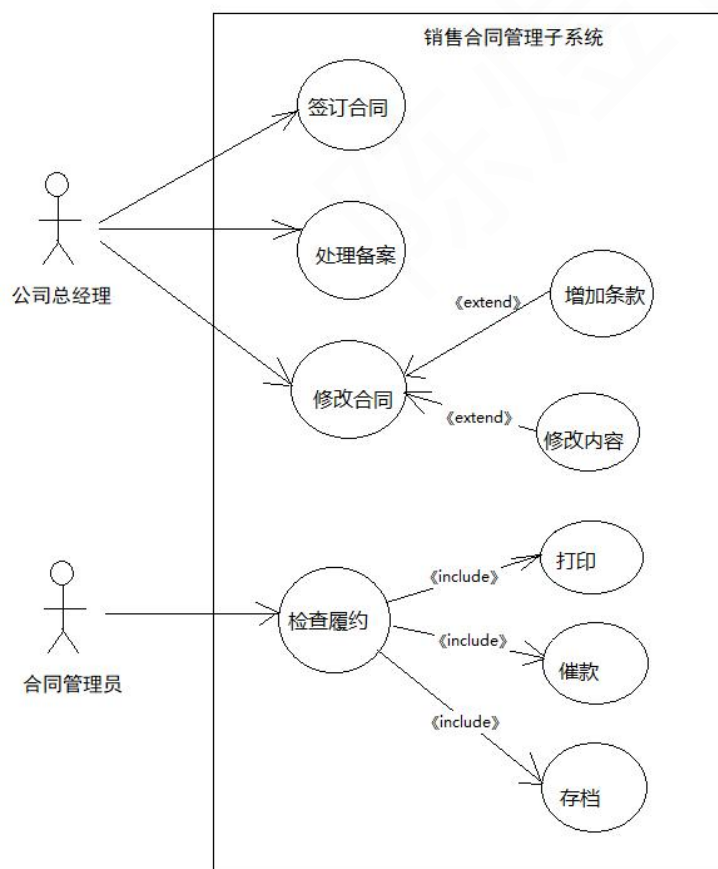 销售合同管理子系统
签订合同
处理备案
公司总经理
《extend》
增加条款
修改合同
《extend》
修改内容
《include》
打印
检查履约
《include》
合同管理员
催款
《include》
存档